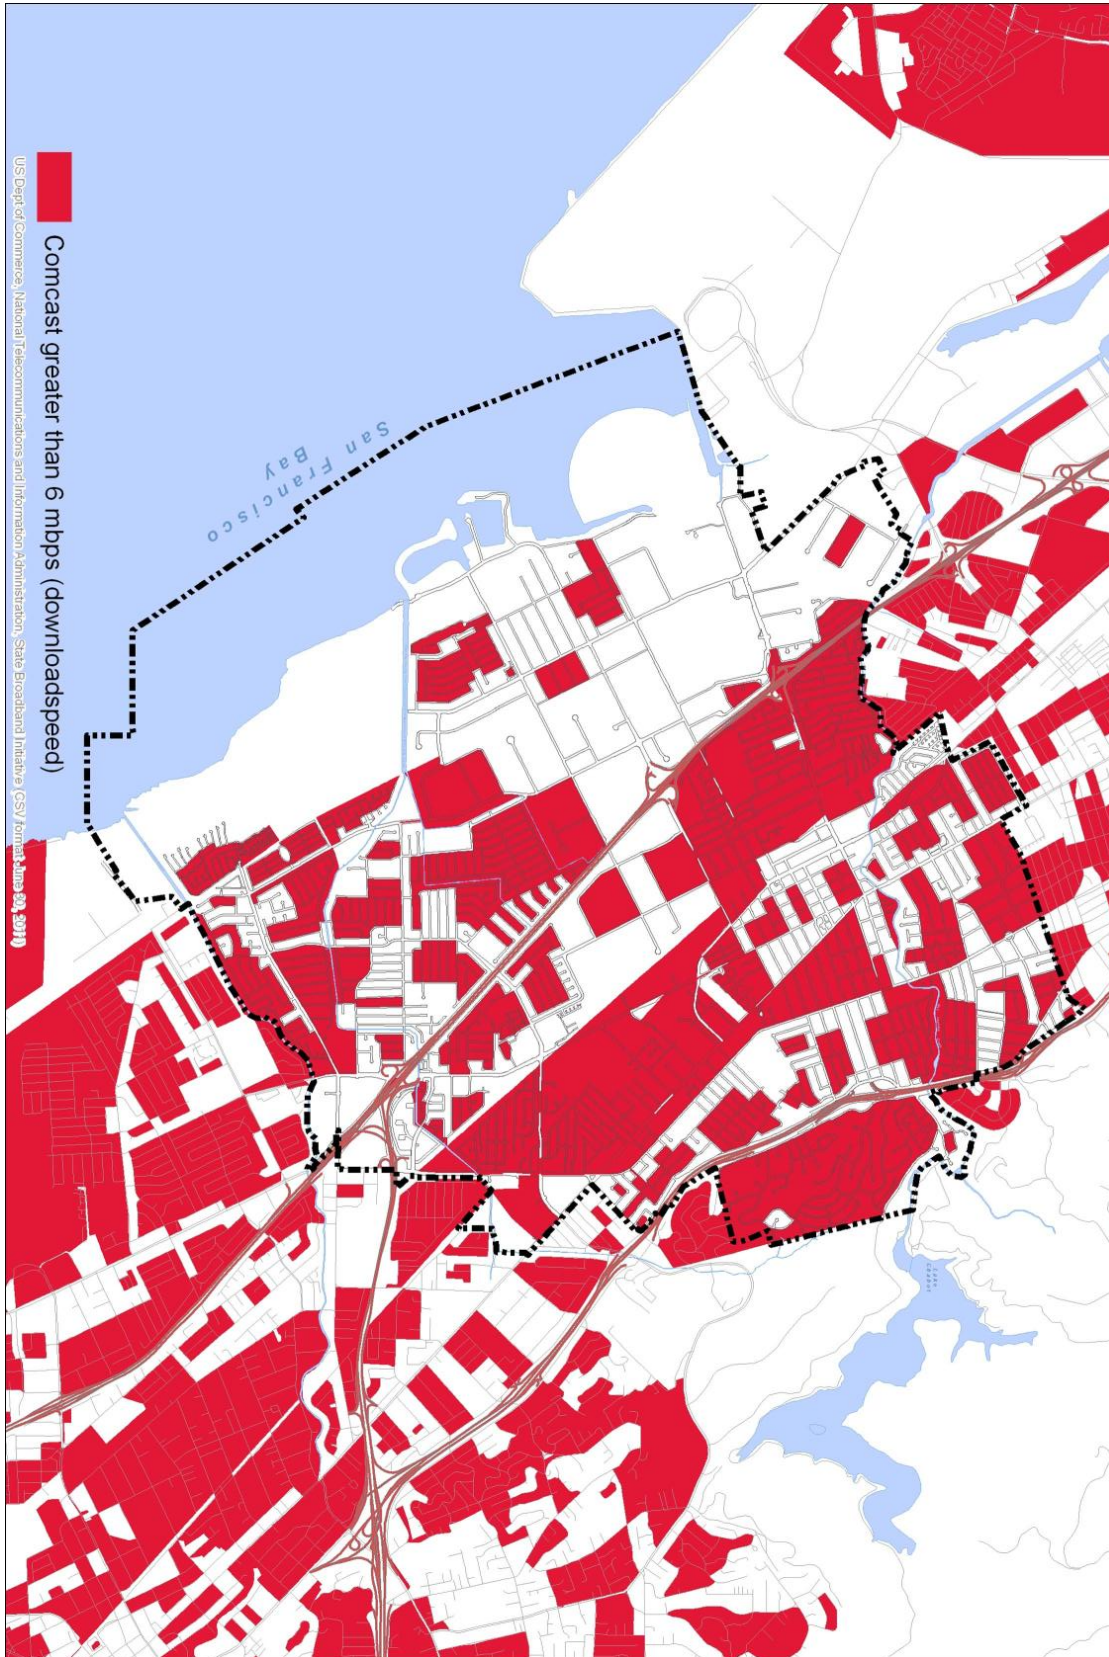 Comcast greater than 6 mbps (downloadspeed)
US Dept of Commerce, National Telecommunications and Information Administration, State Broadband Initiative (CSV format June 30, 2011)
San Francisco
Bay